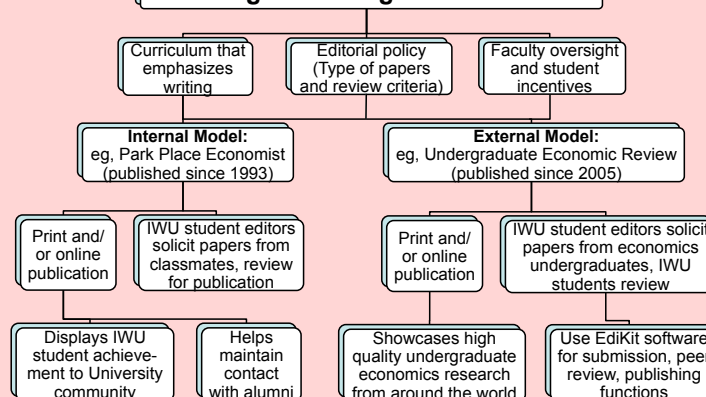 Curriculum that
emphasizes
writing
Editorial policy
(Type of papers
and review criteria)
Faculty oversight
and student
incentives
Internal Model:
eg, Park Place Economist
(published since 1993)
External Model:
eg, Undergraduate Economic Review
(published since 2005)
Print and/
or online
publication
IWU student editors
solicit papers from
classmates, review
for publication
Print and/
or online
publication
IWU student editors solicit
papers from economics
undergraduates, IWU
students review
Displays IWU
student achieve-
ment to University
community
Helps
maintain
contact
with alumni
Showcases high
quality undergraduate
economics research
from around the world
Use EdiKit software
for submission, peer
review, publishing
functions